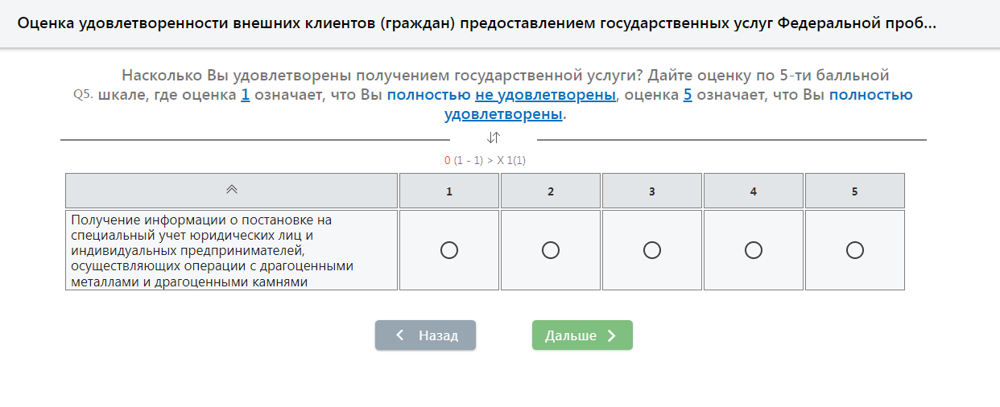 Оценка удовлетворенности внешних клиентов (граждан) предоставлением государственных услуг Федеральной проб...
Насколько Вы удовлетворены получением государственной услуги? Дайте оценку по 5-ти балльной
Q5. шкале, где оценка 1 означает, что Вы полностью не удовлетворены, оценка 5 означает, что Вы полностью
удовлетворены.
0 (1 - 1) > X 1(1)
1 2 3 4 5
Получение информации о постановке на
специальный учет юридических лиц и
индивидуальных предпринимателей,
осуществляющих операции с драгоценными
металлами и драгоценными камнями
Назад Дальше